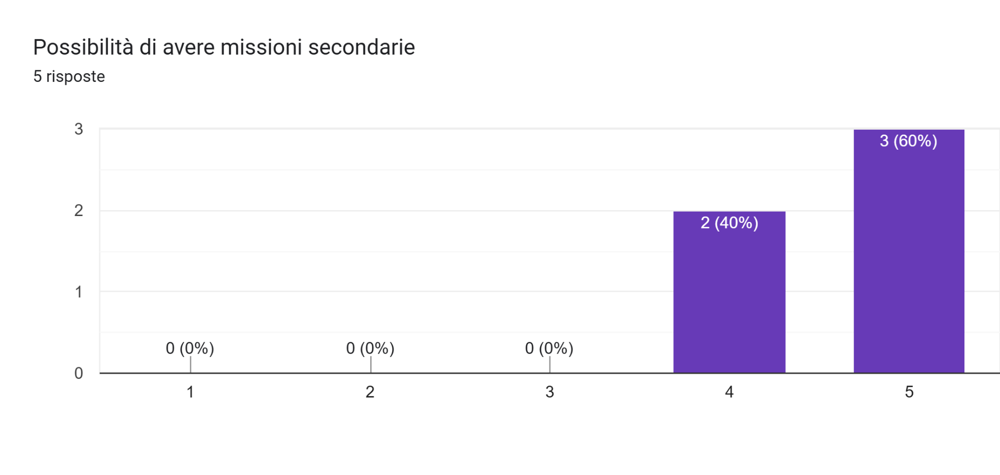 Possibilità di avere missioni secondarie
5 risposte
3
3 (60%)
2
2 (40%)
1
0 (0%) 0 (0%) 0 (0%)
0
1 2 3 4 5